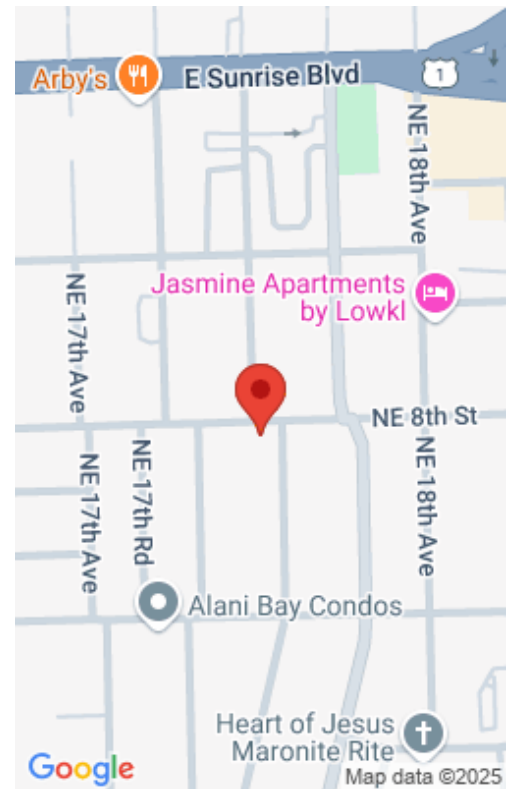 Arby's
E Sunrise Blvd
1
NE 18th Ave
Jasmine Apartments
by Lowkl
NE 17th Ave
NE 8th St
NE 17th Ave
NE 17th Rd
NE 18th Ave
Alani Bay Condos
Heart of Jesus
Maronite Rite
Google
Map data ©2025